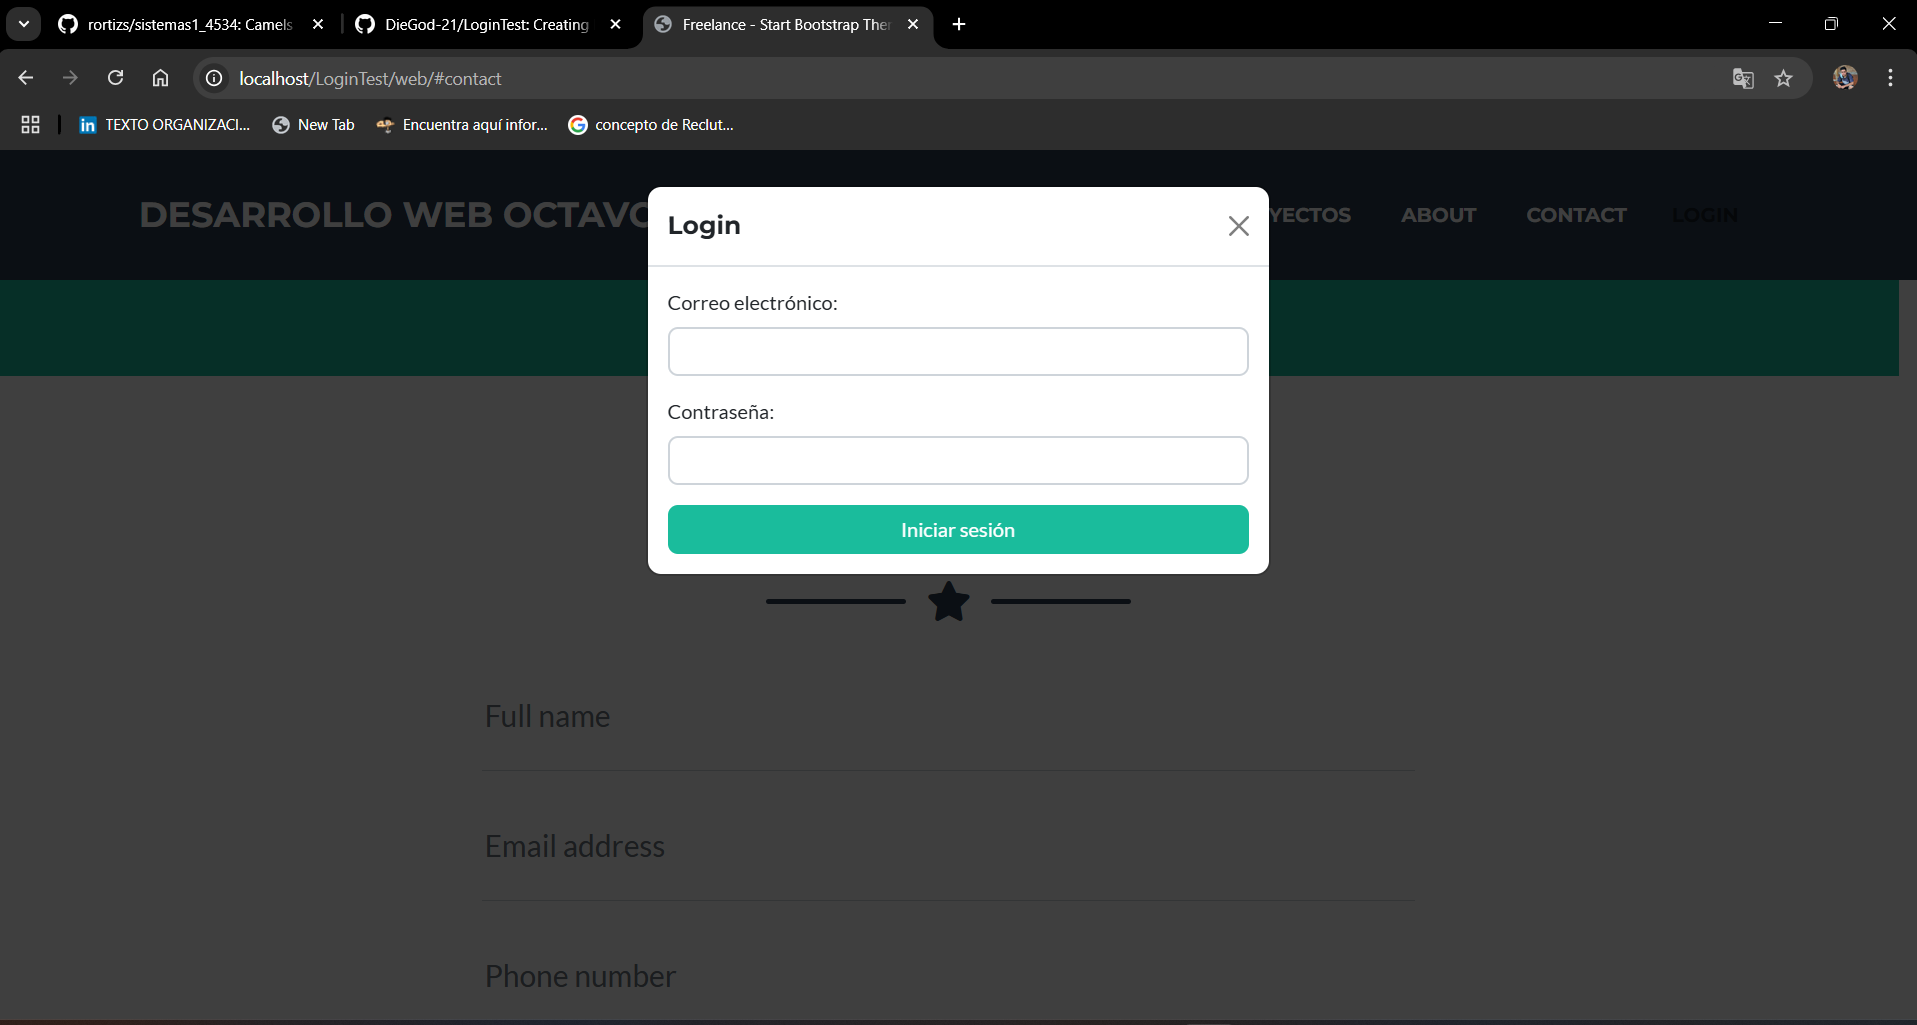 rortizs/sistemas1_4534: Camels
DieGod-21/LoginTest: Creating
Freelance - Start Bootstrap Ther
localhost/LoginTest/web/#contact
TEXTO ORGANIZACI...
New Tab
Encuentra aquí infor...
concepto de Reclut...
DESARROLLO WEB OCTAVO
YECTOS
ABOUT
CONTACT
LOGIN
Login
Correo electrónico:
Contraseña:
Iniciar sesión
Full name
Email address
Phone number